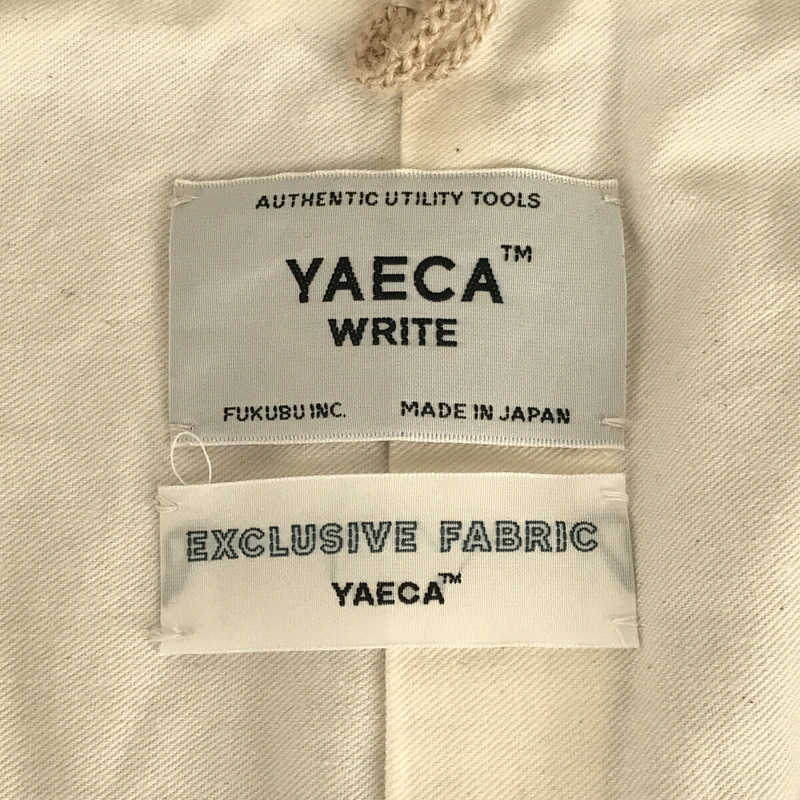 AUTHENTIC UTILITY TOOLS
YAECA™
WRITE
FUKUBU INC. MADE IN JAPAN
EXCLUSIVE FABRIC
YAECA™